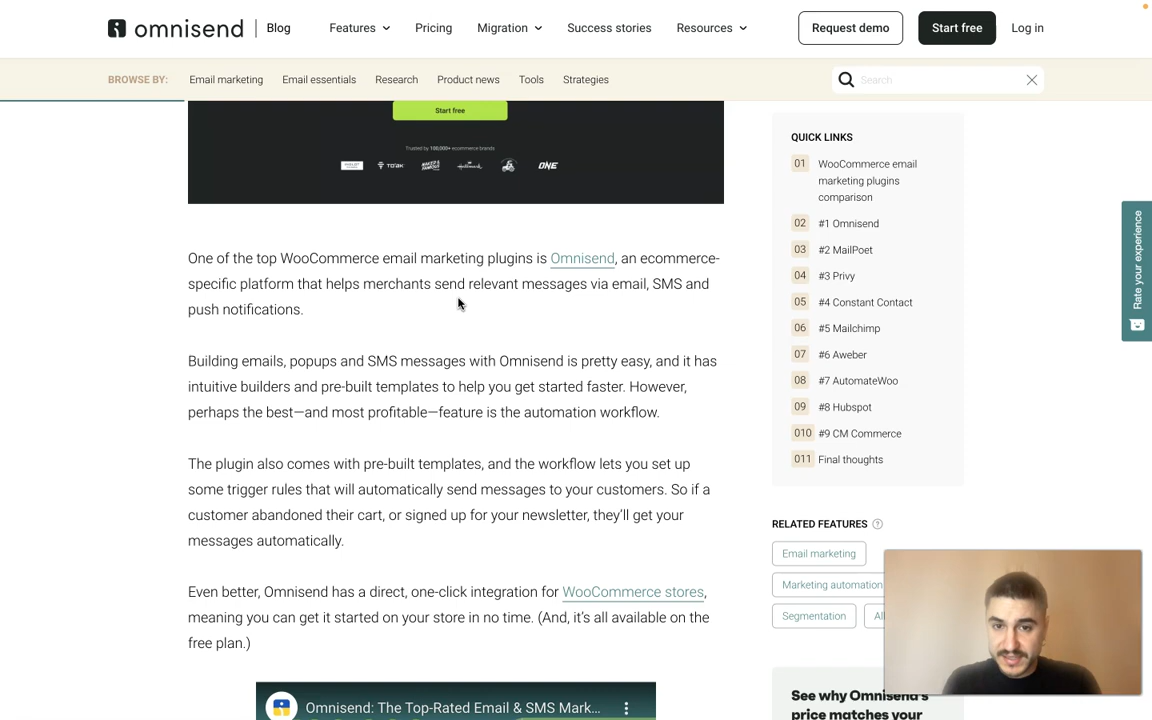 omnisend
Blog
Features
Pricing
Migration
Success stories
Resources
Request demo
Start free
Log in
BROWSE BY:
Email marketing
Email essentials
Research
Product news
Tools
Strategies
Search
Start free
Trusted by 100,000+ ecommerce brands
TO'AK
NAKED & FAMOUS
Hallmark
ONE
One of the top WooCommerce email marketing plugins is Omnisend, an ecommerce-
specific platform that helps merchants send relevant messages via email, SMS and
push notifications.
Building emails, popups and SMS messages with Omnisend is pretty easy, and it has
intuitive builders and pre-built templates to help you get started faster. However,
perhaps the best—and most profitable—feature is the automation workflow.
The plugin also comes with pre-built templates, and the workflow lets you set up
some trigger rules that will automatically send messages to your customers. So if a
customer abandoned their cart, or signed up for your newsletter, they'll get your
messages automatically.
Even better, Omnisend has a direct, one-click integration for WooCommerce stores,
meaning you can get it started on your store in no time. (And, it's all available on the
free plan.)
Omnisend: The Top-Rated Email & SMS Mark...
QUICK LINKS
01 WooCommerce email
marketing plugins
comparison
02 #1 Omnisend
03 #2 MailPoet
04 #3 Privy
05 #4 Constant Contact
06 #5 Mailchimp
07 #6 Aweber
08 #7 AutomateWoo
09 #8 Hubspot
010 #9 CM Commerce
011 Final thoughts
RELATED FEATURES ?
Email marketing
Marketing automation
Segmentation
All
See why Omnisend's
price matches your
Rate your experience